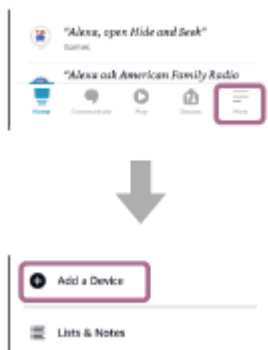 "Alexa, open Hide and Seek"
Games
"Alexa ask American Family Radio
Home Communicate Play Devices More
Add a Device
Lists & Notes